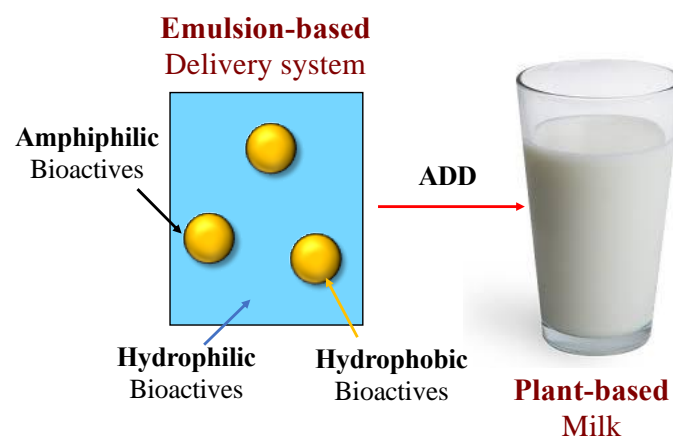 Emulsion-based
Delivery system
Amphiphilic
Bioactives
ADD
Hydrophilic
Bioactives
Hydrophobic
Bioactives
Plant-based
Milk